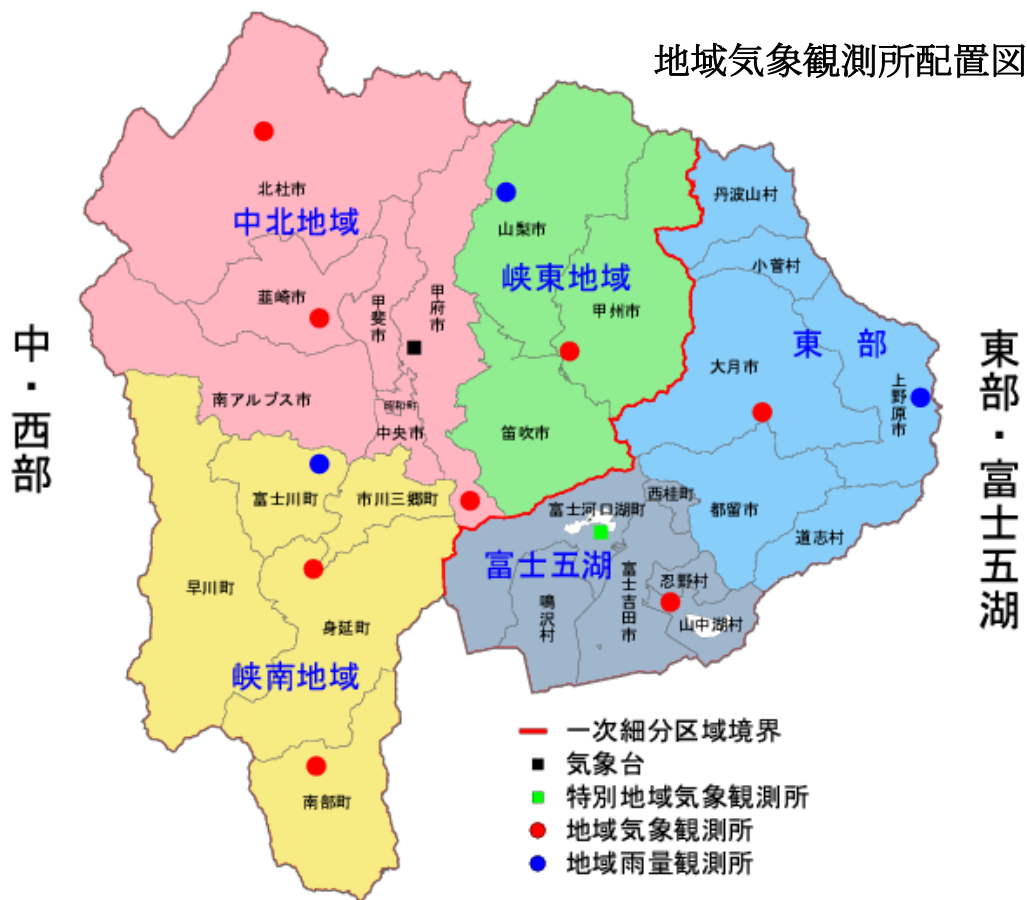 地域気象観測所配置図
中・西部
東部・富士五湖
北杜市
中北地域
韮崎市
甲斐市
甲府市
南アルプス市
昭和町
中央市
山梨市
峡東地域
甲州市
笛吹市
丹波山村
小菅村
東 部
大月市
上野原市
都留市
道志村
富士川町
市川三郷町
早川町
身延町
峡南地域
南部町
西桂町
富士河口湖町
富士五湖
鳴沢村
富士吉田市
忍野村
山中湖村
一次細分区域境界
気象台
特別地域気象観測所
地域気象観測所
地域雨量観測所